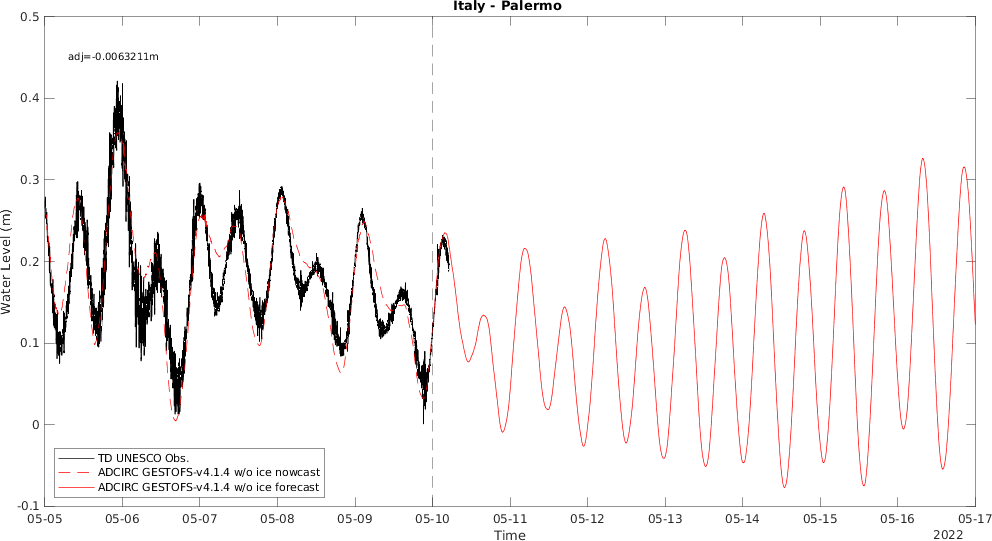 Italy - Palermo
adj=-0.0063211m
0.5
0.4
0.3
0.2
0.1
0
-0.1
Water Level (m)
TD UNESCO Obs.
ADCIRC GESTOFS-v4.1.4 w/o ice nowcast
ADCIRC GESTOFS-v4.1.4 w/o ice forecast
05-05 05-06 05-07 05-08 05-09 05-10 05-11 05-12 05-13 05-14 05-15 05-16 05-17
Time
2022